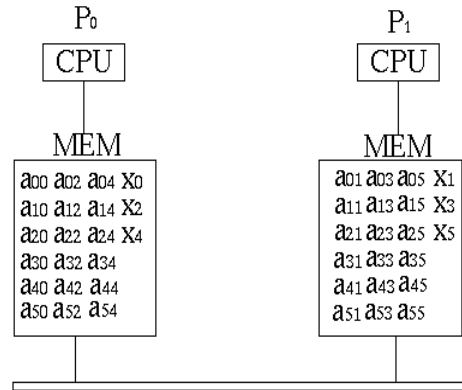 P₀
CPU
MEM
a00 a02 a04 x0
a10 a12 a14 x2
a20 a22 a24 x4
a30 a32 a34
a40 a42 a44
a50 a52 a54
P₁
CPU
MEM
a01 a03 a05 x1
a11 a13 a15 x3
a21 a23 a25 x5
a31 a33 a35
a41 a43 a45
a51 a53 a55